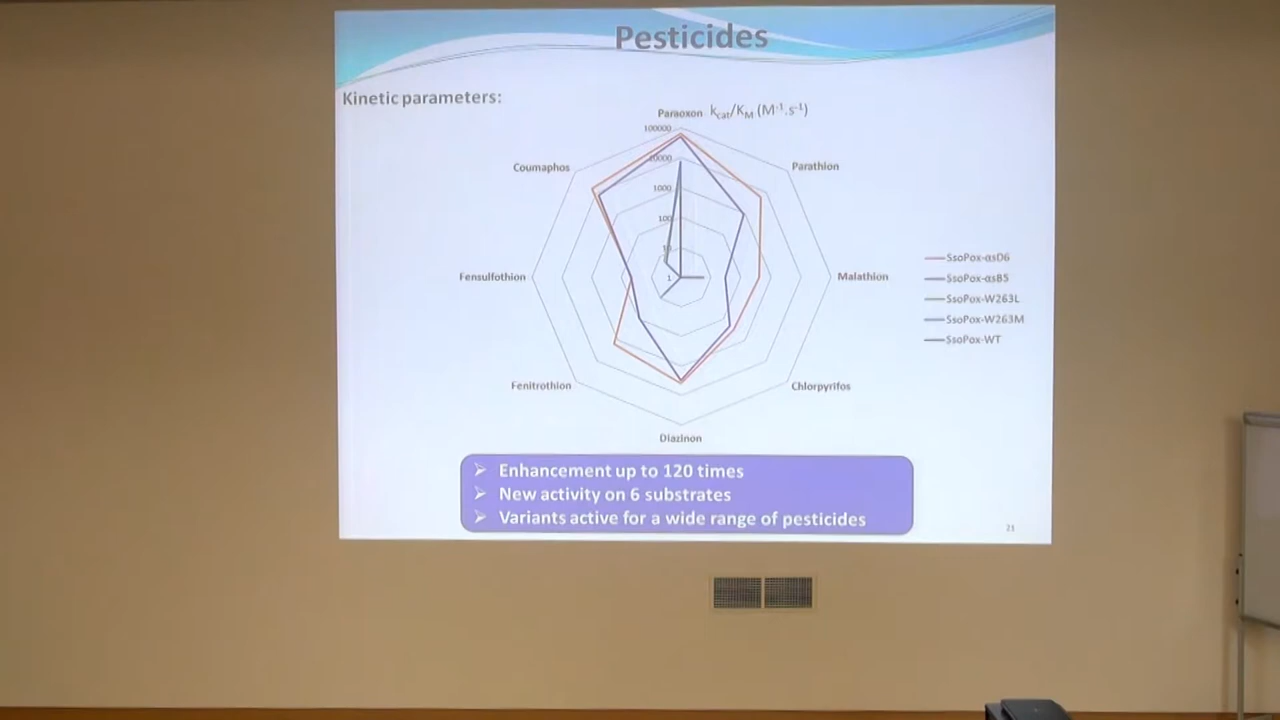 Pesticides
Kinetic parameters:
Paraoxon kcat/KM (M-1.s-1)
100000
10000
1000
100
10
1
Coumaphos
Parathion
Fensulfothion
Malathion
Fenitrothion
Chlorpyrifos
Diazinon
SsoPox-αsD6
SsoPox-αsB5
SsoPox-W263L
SsoPox-W263M
SsoPox-WT
➢ Enhancement up to 120 times
➢ New activity on 6 substrates
➢ Variants active for a wide range of pesticides
21